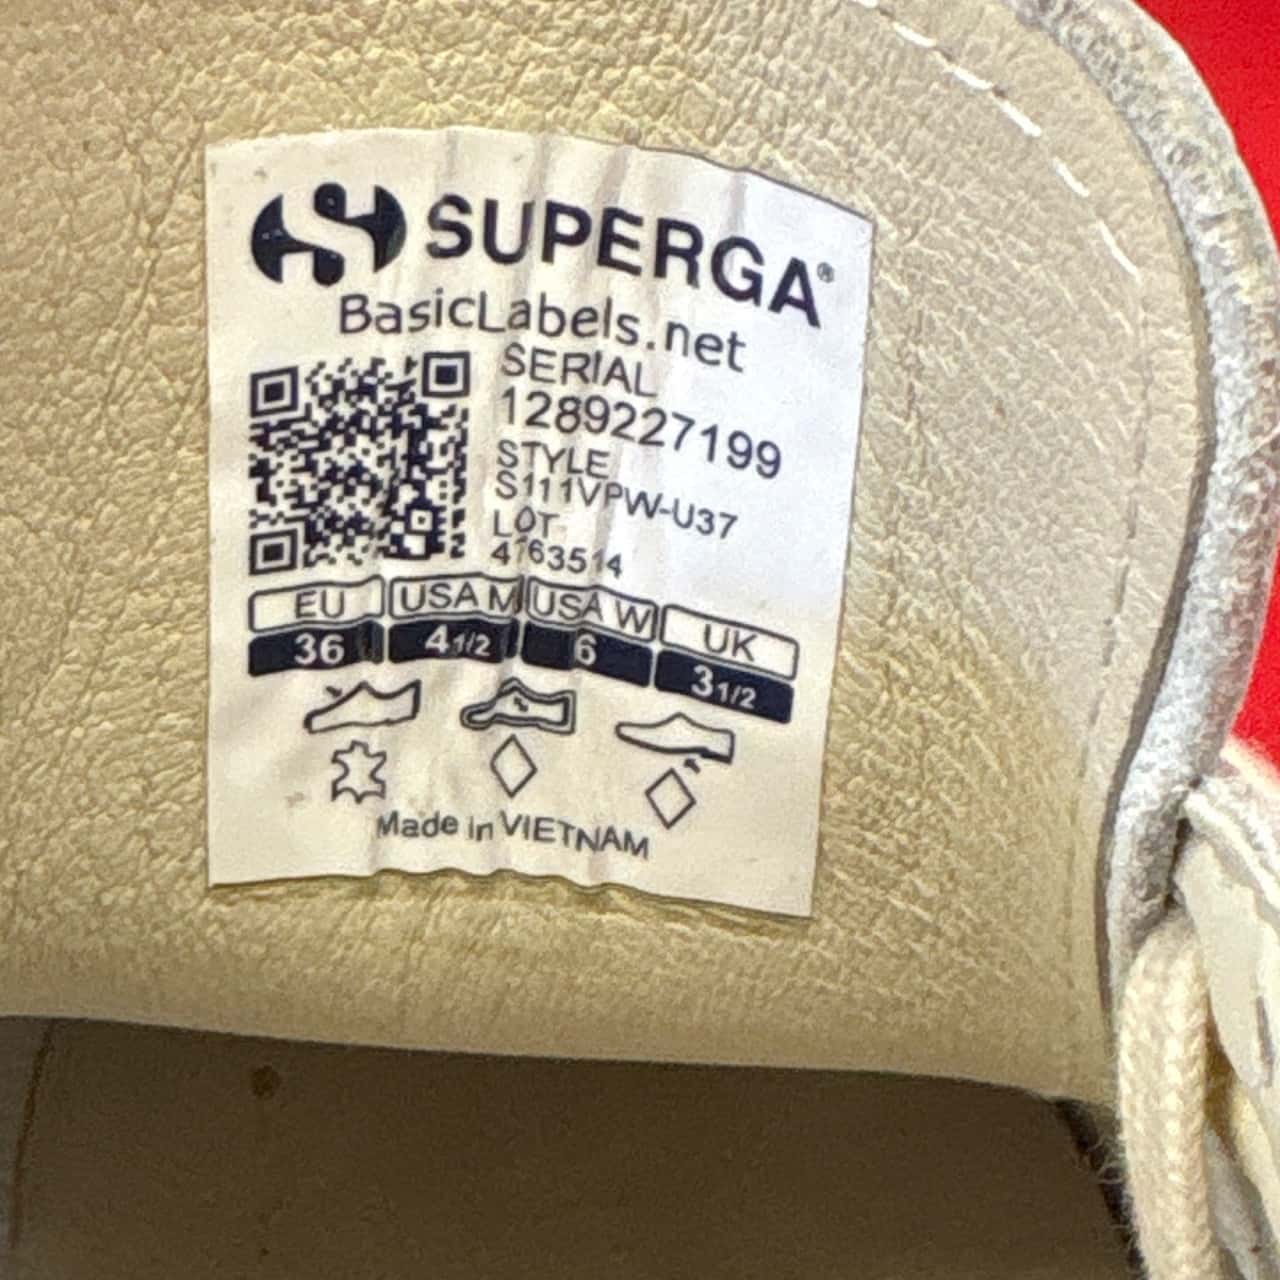 SUPERGA®
BasicLabels.net
SERIAL
1289227199
STYLE
S111VPW-U37
LOT
4763514
EU USA M USA W UK
36 4 1/2 6 3 1/2
Made in VIETNAM